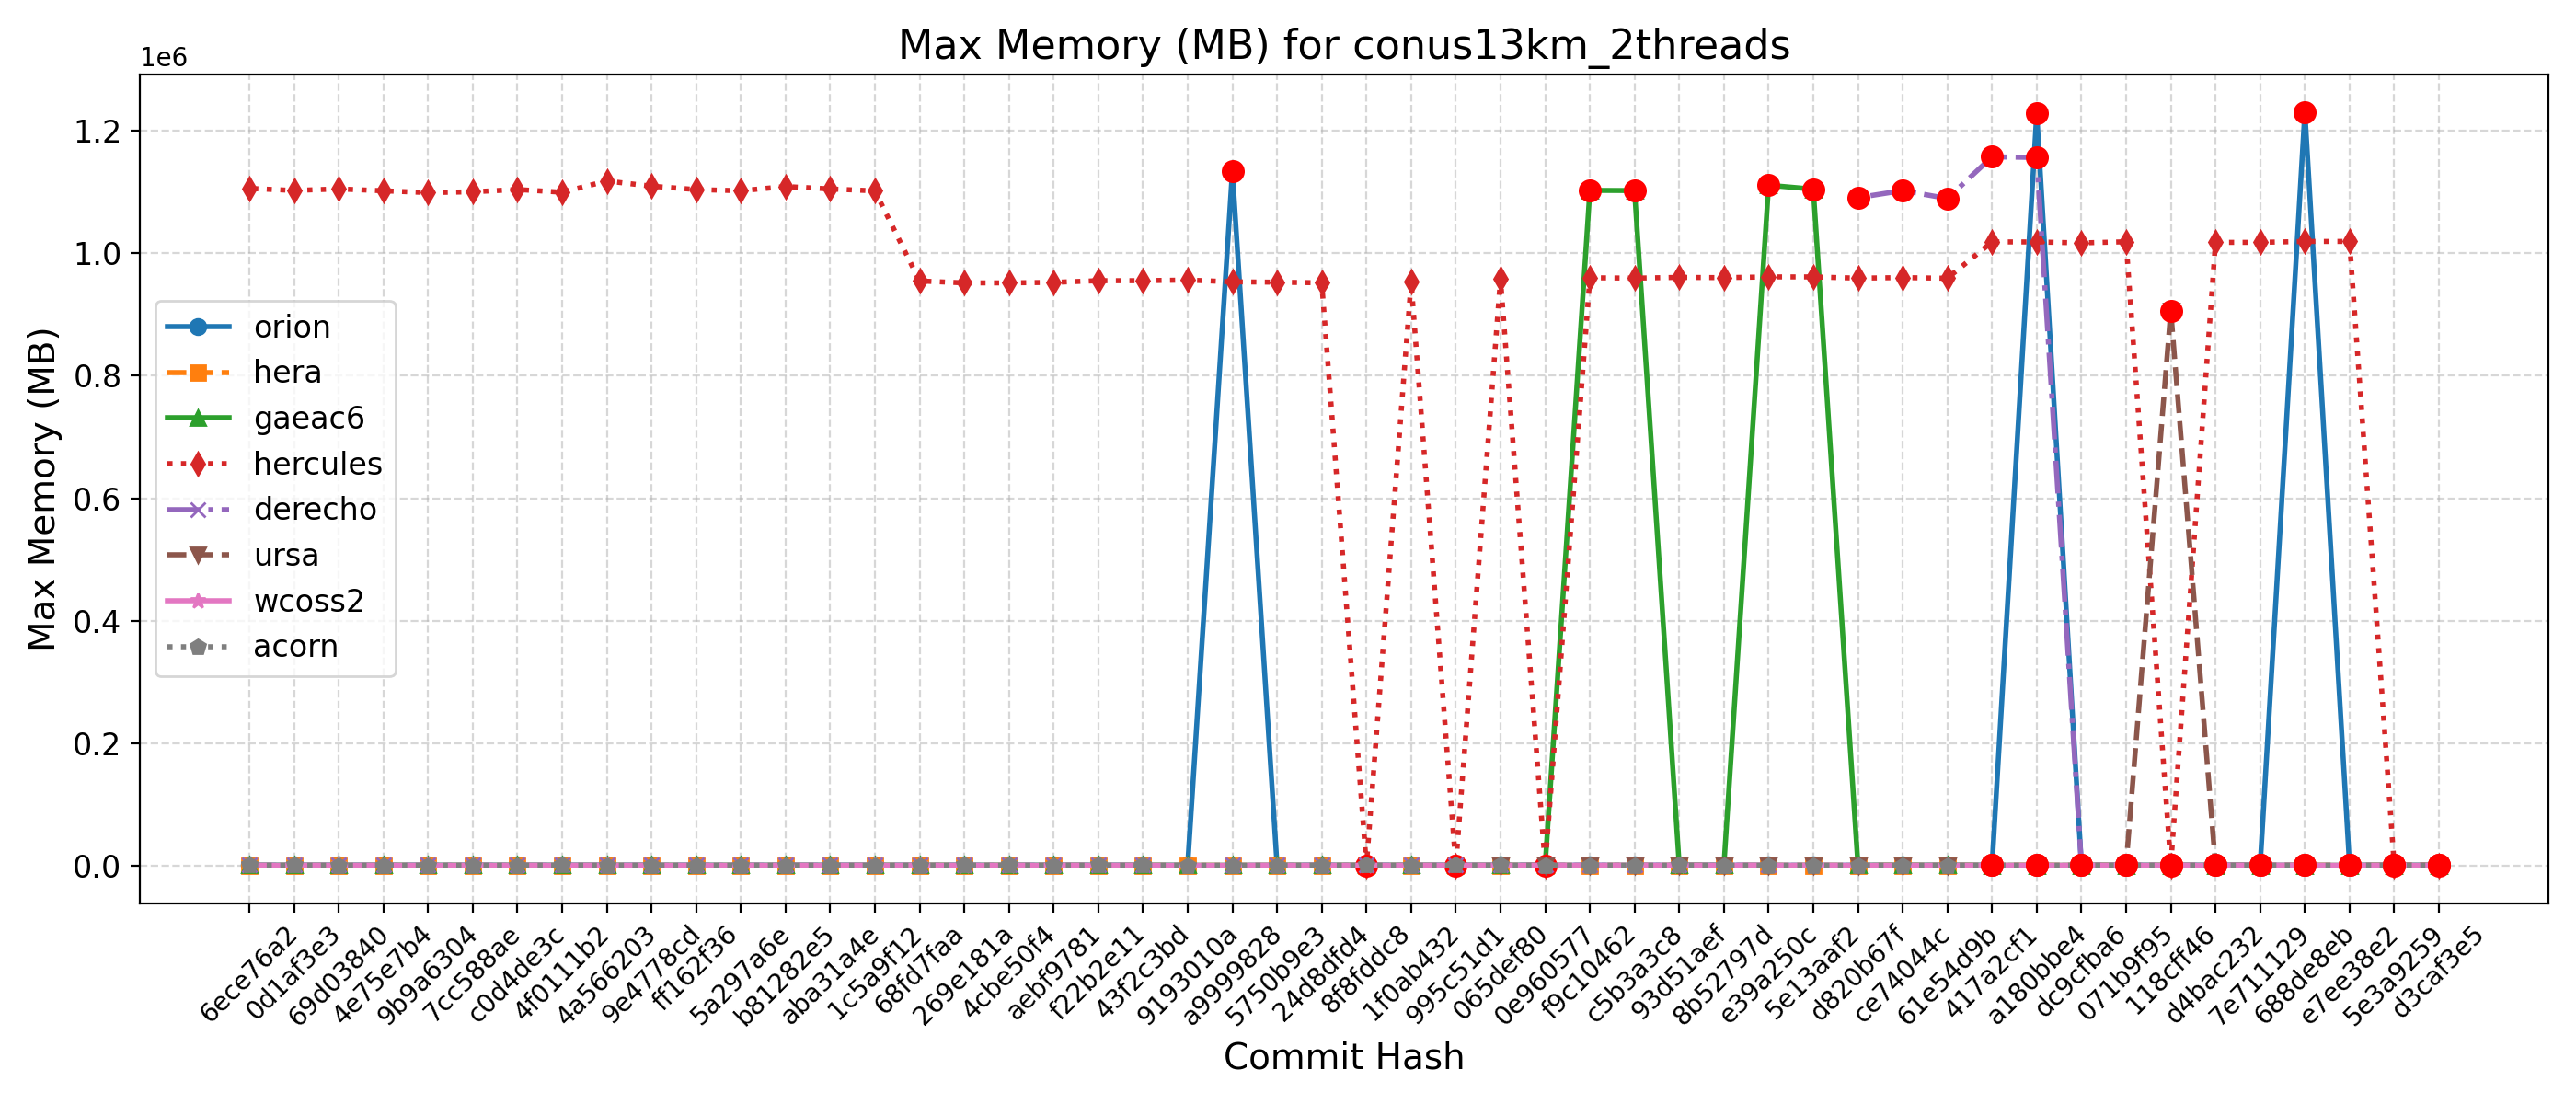 Max Memory (MB) for conus13km_2threads
1e6
1.2
1.0
0.8
0.6
0.4
0.2
0.0
Max Memory (MB)
orion
hera
gaeac6
hercules
derecho
ursa
wcoss2
acorn
6ece76a2
0d1af3e3
69d03840
4e75e7b4
9b9a6304
7cc588ae
c0d4de3c
4f0111b2
4a566203
9e4778cd
ff162f36
5a297a6e
b81282e5
aba31a4e
1c5a9f12
68fd7faa
269e181a
4cbe50f4
aebf9781
f22b2e11
43f2c3bd
9193010a
a9999828
5750b9e3
24d8dfd4
8f8fddc8
1f0ab432
995c51d1
065def80
0e960577
f9c10462
c5b3a3c8
93d51aef
8b52797d
e39a250c
5e13aaf2
d820b67f
ce74044c
61e54d9b
417a2cf1
a180bbe4
dc9cfba6
071b9f95
118cff46
d4bac232
7e711129
688de8eb
e7ee38e2
5e3a9259
d3caf3e5
Commit Hash